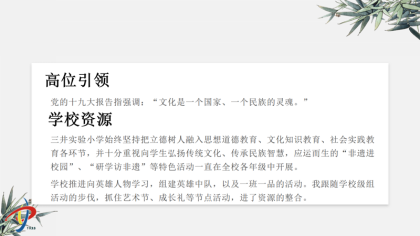 高位引领
党的十九大报告指强调：“文化是一个国家、一个民族的灵魂。”
学校资源
三井实验小学始终坚持把立德树人融入思想道德教育、文化知识教育、社会实践教
育各环节，并十分重视向学生弘扬传统文化、传承民族智慧，应运而生的“非遗进
校园”、“研学访非遗”等特色活动一直在全校各年级中开展。
学校推进向英雄人物学习，组建英雄中队，以及一班一品的活动。我跟随学校级组
活动的步伐，抓住艺术节、成长礼等节点活动，进了资源的整合。